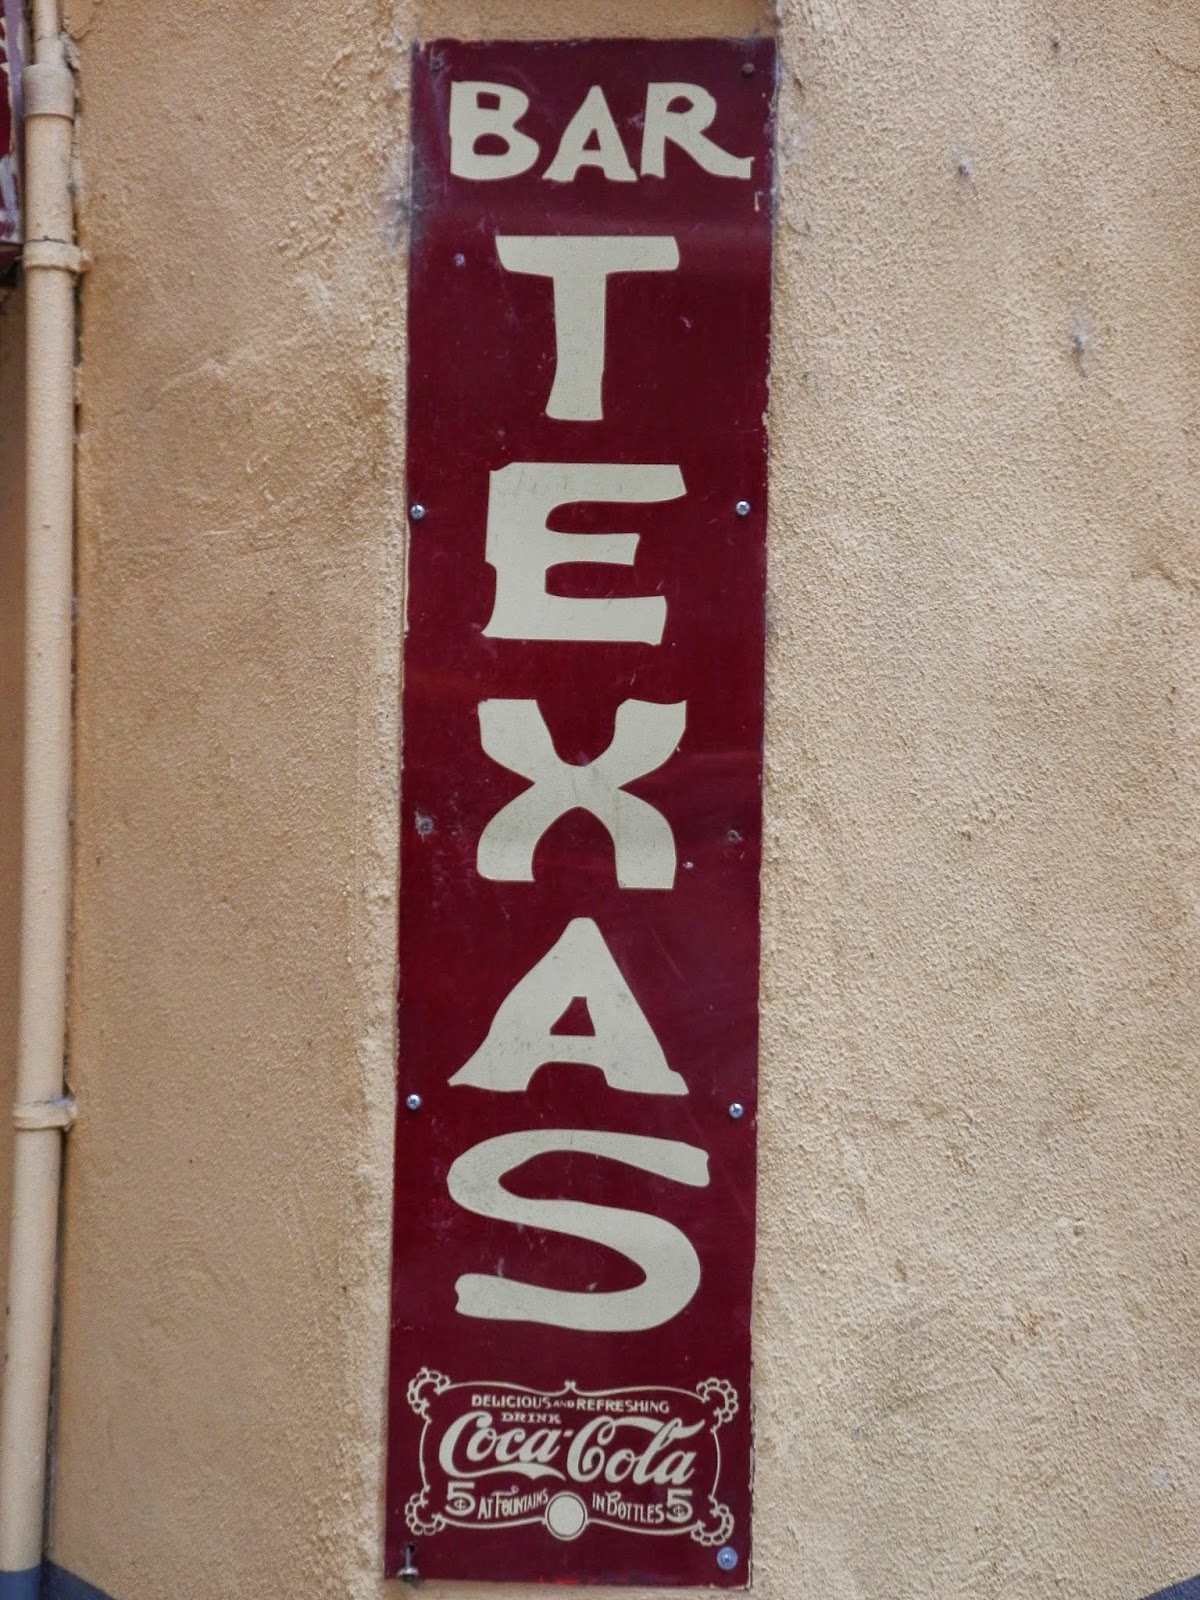 BAR
T
E
X
A
S
DELICIOUS AND REFRESHING
DRINK
Coca-Cola
5¢ AT FOUNTAINS IN BOTTLES 5¢